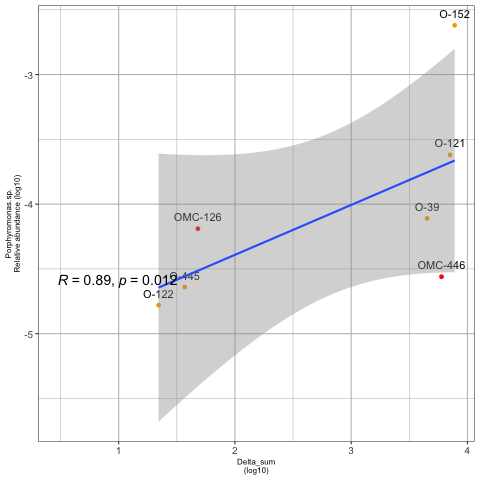 O-152
-3
O-121
Porphyromonas.sp.
Relative abundance (log10)
-4
O-39
OMC-126
OMC-446
R = 0.89, p = 0.012
O-445
O-122
-5
1 2 3 4
Delta_sum
(log10)